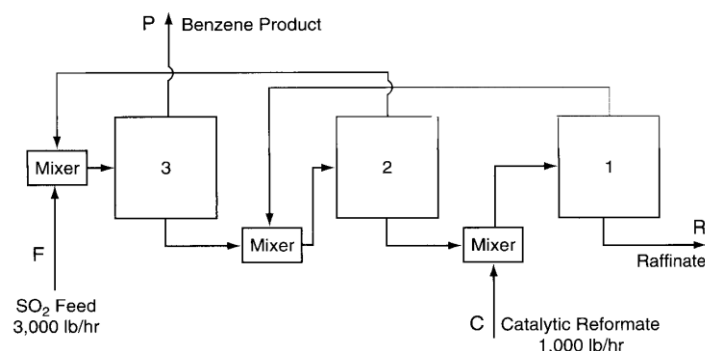 P Benzene Product
Mixer
3
2
1
Mixer
Mixer
R
Raffinate
F
SO₂ Feed
3,000 lb/hr
C Catalytic Reformate
1,000 lb/hr